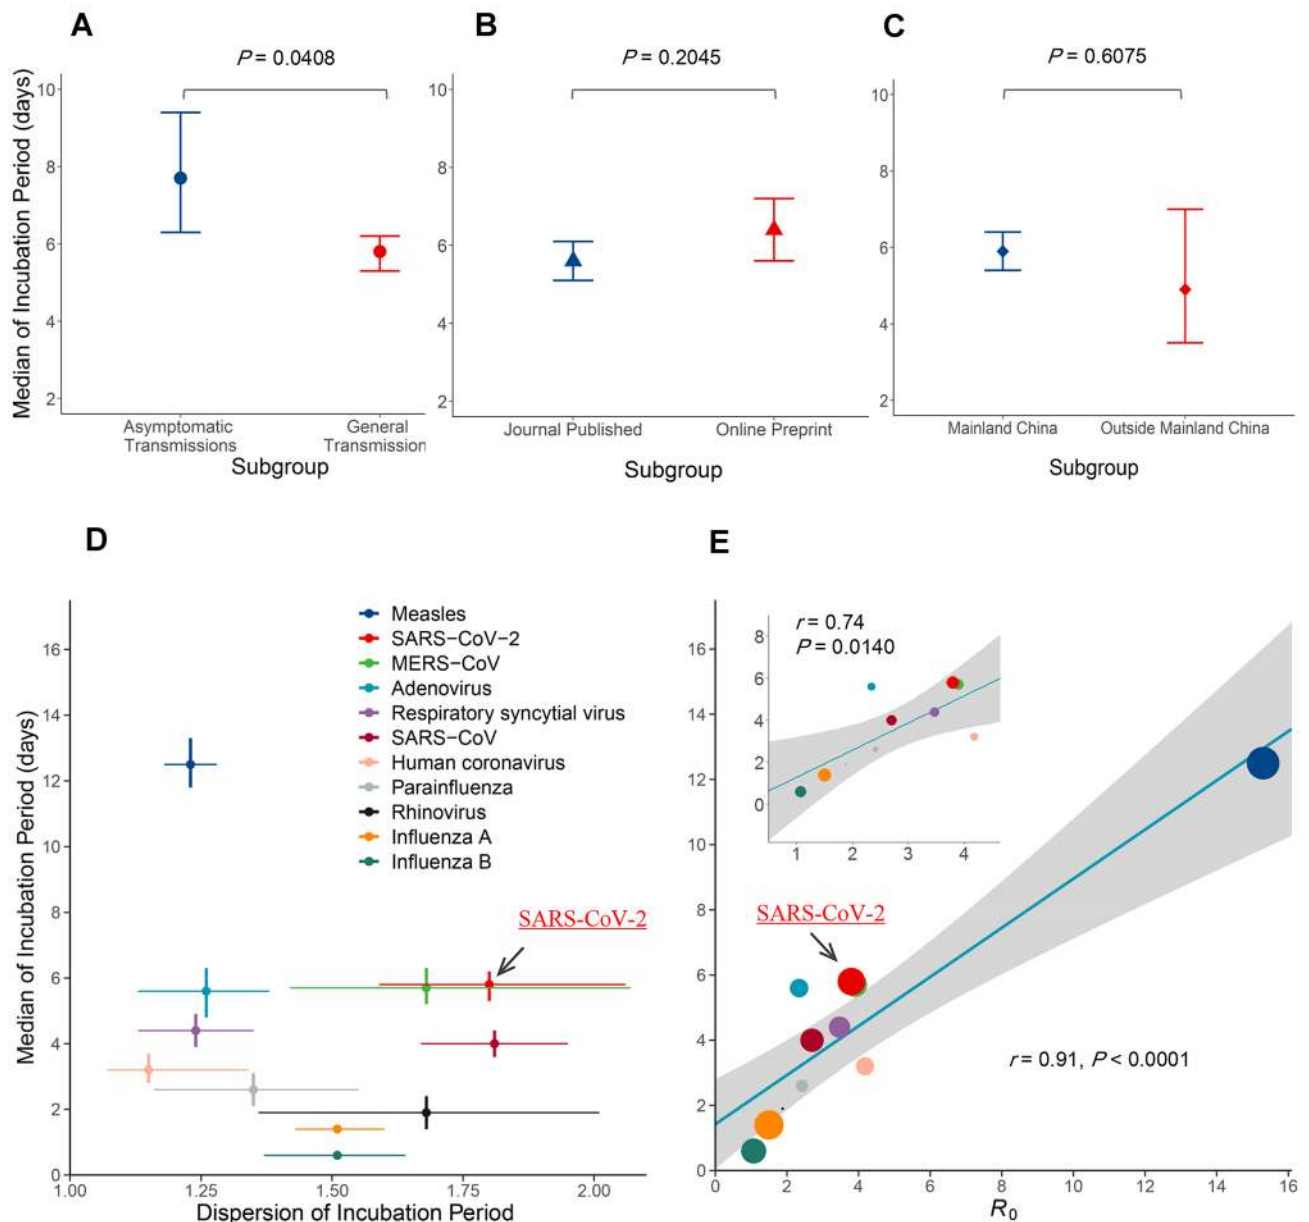 A
B
C
P = 0.0408
P = 0.2045
P = 0.6075
Median of Incubation Period (days)
10
8
6
4
2
Asymptomatic
Transmissions
General
Transmission
Subgroup
10
8
6
4
2
Journal Published
Online Preprint
Subgroup
10
8
6
4
2
Mainland China
Outside Mainland China
Subgroup
D
Median of Incubation Period (days)
16
14
12
10
8
6
4
2
0
Measles
SARS−CoV−2
MERS−CoV
Adenovirus
Respiratory syncytial virus
SARS−CoV
Human coronavirus
Parainfluenza
Rhinovirus
Influenza A
Influenza B
SARS-CoV-2
1.00
1.25
1.50
1.75
2.00
Dispersion of Incubation Period
E
16
14
12
10
8
6
4
2
0
r = 0.74
P = 0.0140
8
6
4
2
0
1
2
3
4
SARS-CoV-2
r = 0.91, P < 0.0001
0
2
4
6
8
10
12
14
16
R0